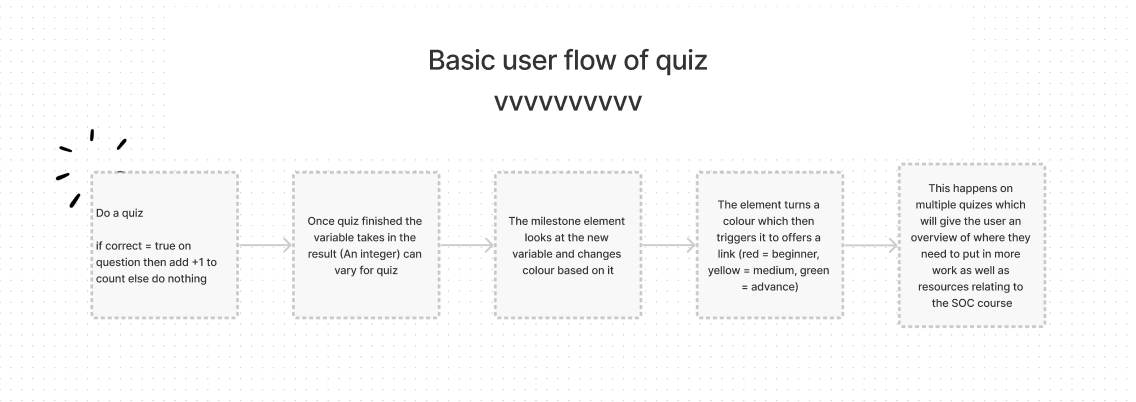 Basic user flow of quiz
vvvvvvvvvv
Do a quiz
if correct = true on
question then add +1 to
count else do nothing
Once quiz finished the
variable takes in the
result (An integer) can
vary for quiz
The milestone element
looks at the new
variable and changes
colour based on it
The element turns a
colour which then
triggers it to offers a
link (red = beginner,
yellow = medium, green
= advance)
This happens on
multiple quizes which
will give the user an
overview of where they
need to put in more
work as well as
resources relating to
the SOC course